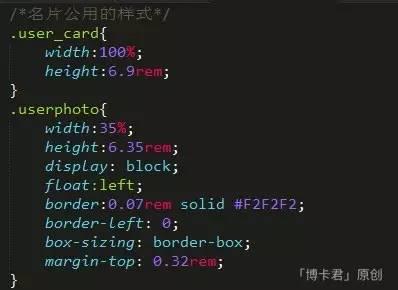 /*名片公用的样式*/
.user_card{
width:100%;
height:6.9rem;
}
.userphoto{
width:35%;
height:6.35rem;
display: block;
float:left;
border:0.07rem solid #F2F2F2;
border-left: 0;
box-sizing: border-box;
margin-top: 0.32rem;
}
「博卡君」原创